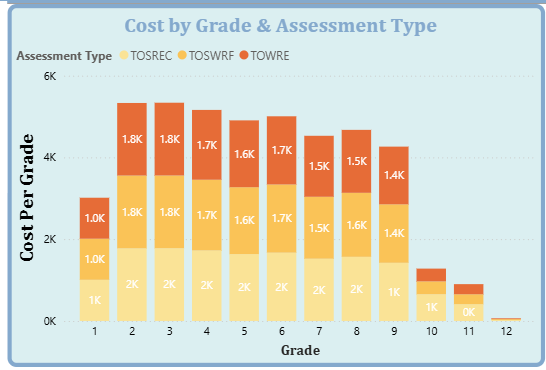 Cost by Grade & Assessment Type
Assessment Type TOSREC TOSWRF TOWRE
6K
1.8K 1.8K 1.7K 1.6K 1.7K 1.5K 1.5K 1.4K
4K
1.0K 1.8K 1.8K 1.7K 1.6K 1.7K 1.5K 1.6K 1.4K
2K
1.0K
1K 2K 2K 2K 2K 2K 2K 2K 1K 1K 0K
0K
1 2 3 4 5 6 7 8 9 10 11 12
Cost Per Grade
Grade